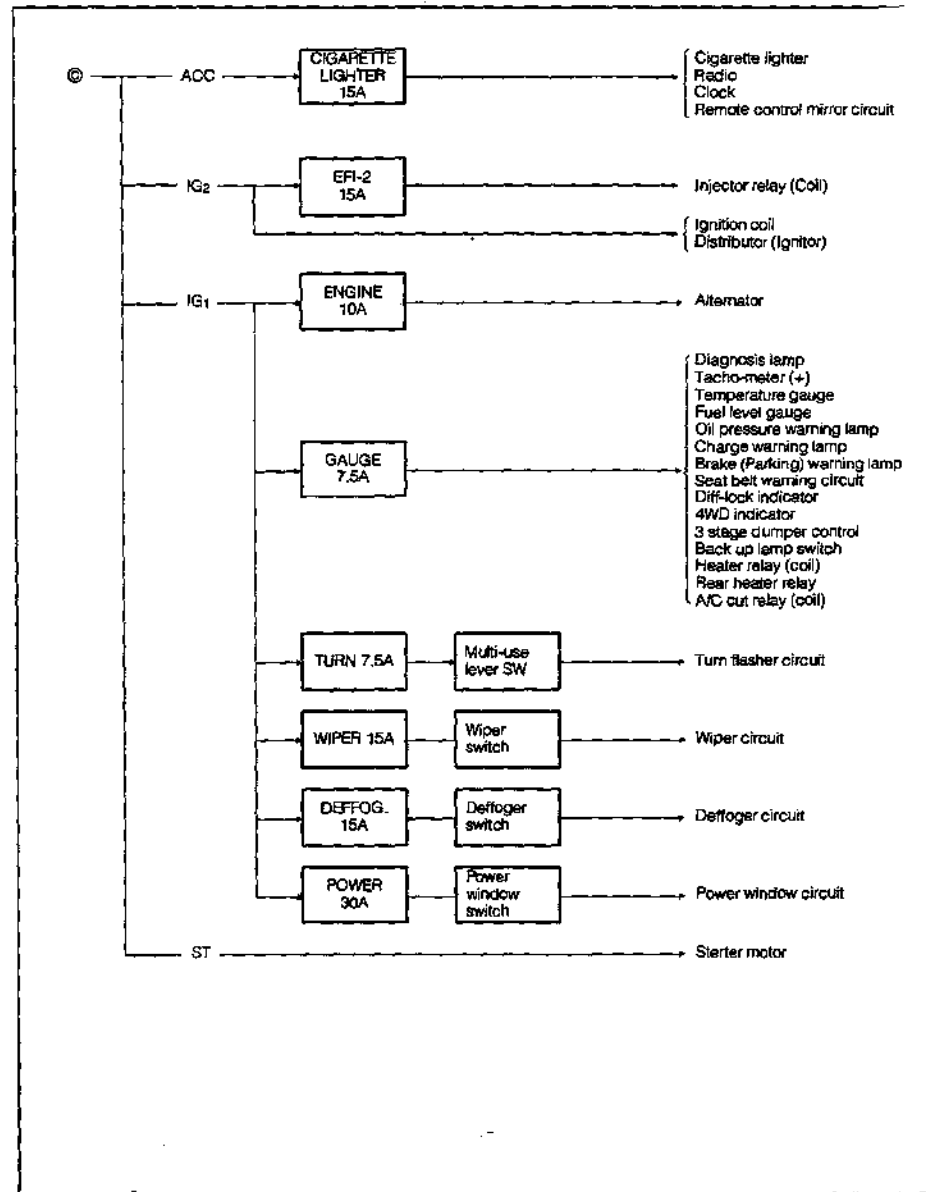 © ACC CIGARETTE LIGHTER 15A
Cigarette lighter
Radio
Clock
Remote control mirror circuit
IG2 EFI-2 15A Injector relay (Coil)
Ignition coil
Distributor (Ignitor)
IG1 ENGINE 10A Alternator
GAUGE 7.5A
Diagnosis lamp
Tacho-meter (+)
Temperature gauge
Fuel level gauge
Oil pressure warning lamp
Charge warning lamp
Brake (Parking) warning lamp
Seat belt warning circuit
Diff-lock indicator
4WD indicator
3 stage dumper control
Back up lamp switch
Heater relay (coil)
Rear heater relay
A/C cut relay (coil)
TURN 7.5A Multi-use lever SW Turn flasher circuit
WIPER 15A Wiper switch Wiper circuit
DEFFOG. 15A Deffoger switch Deffoger circuit
POWER 30A Power window switch Power window circuit
ST Sterter motor